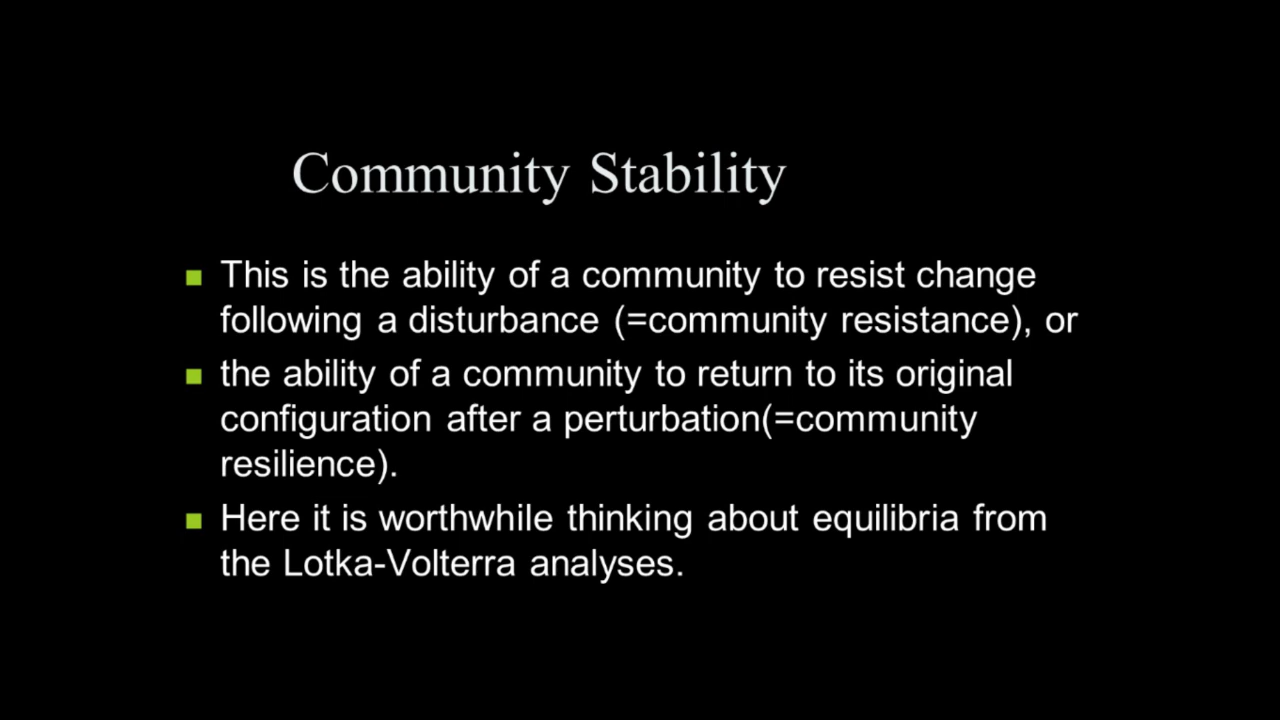 Community Stability
This is the ability of a community to resist change
following a disturbance (=community resistance), or
the ability of a community to return to its original
configuration after a perturbation(=community
resilience).
Here it is worthwhile thinking about equilibria from
the Lotka-Volterra analyses.